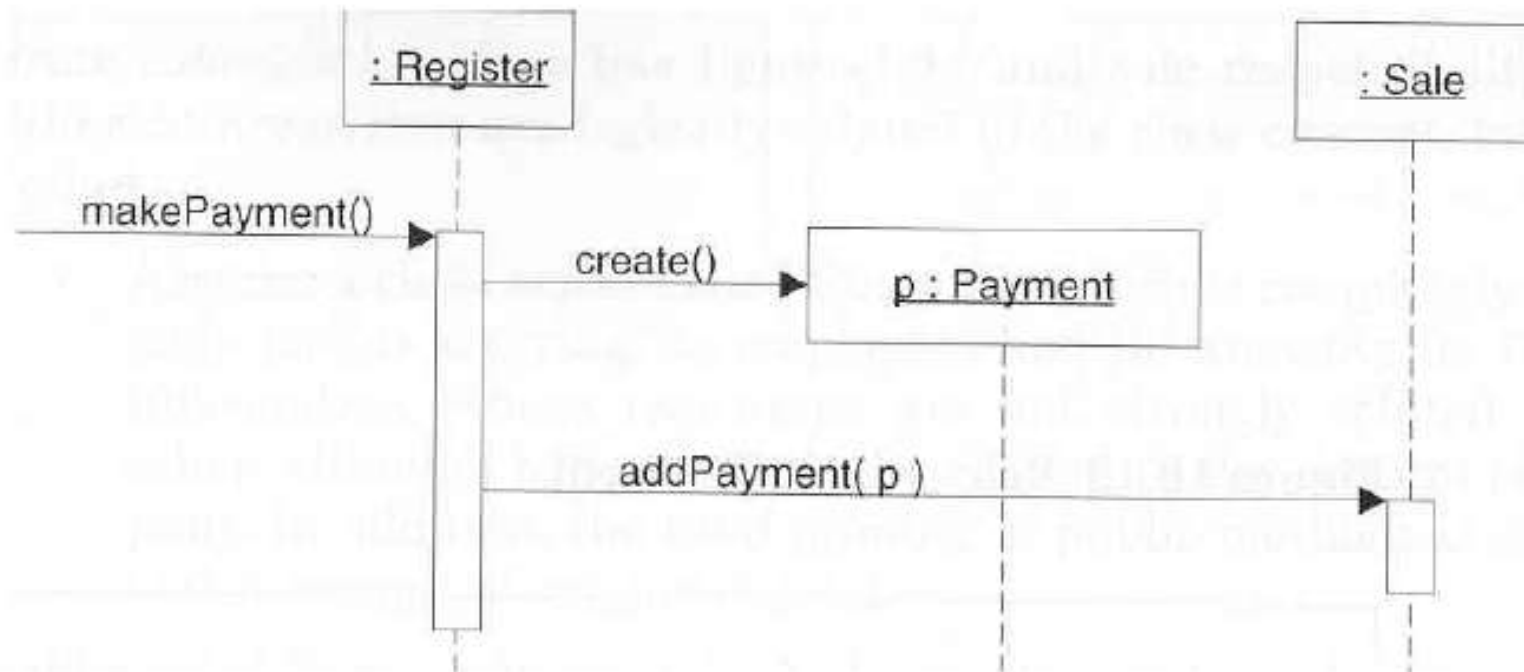 : Register
: Sale
makePayment()
create()
p : Payment
addPayment( p )